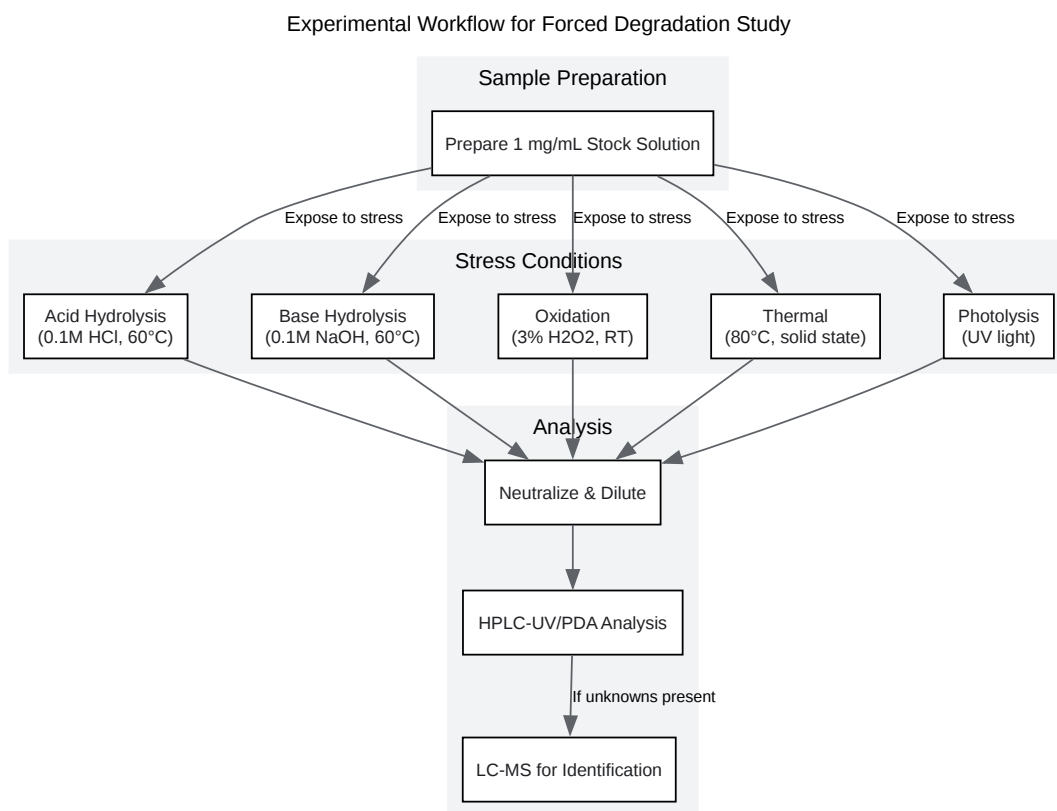 Experimental Workflow for Forced Degradation Study
Sample Preparation
Prepare 1 mg/mL Stock Solution
Expose to stress
Expose to stress
Expose to stress
Expose to stress
Expose to stress
Stress Conditions
Acid Hydrolysis
(0.1M HCl, 60°C)
Base Hydrolysis
(0.1M NaOH, 60°C)
Oxidation
(3% H2O2, RT)
Thermal
(80°C, solid state)
Photolysis
(UV light)
Analysis
Neutralize & Dilute
HPLC-UV/PDA Analysis
If unknowns present
LC-MS for Identification